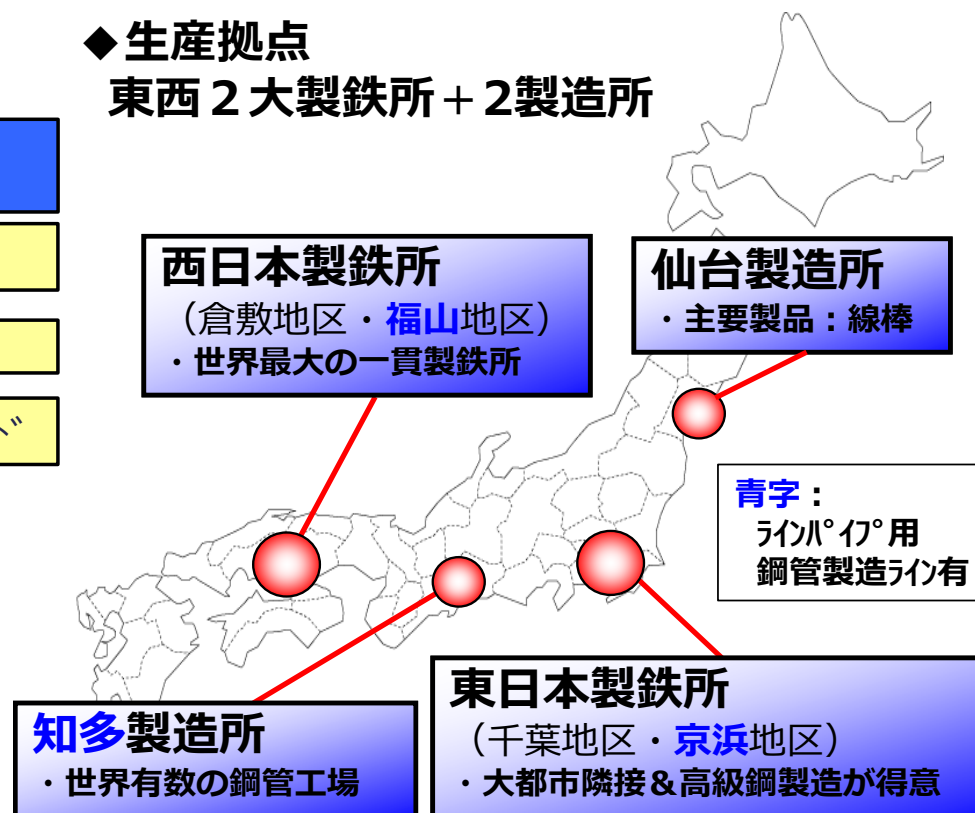 ◆生産拠点
東西２大製鉄所＋2製造所
西日本製鉄所
（倉敷地区・福山地区）
・世界最大の一貫製鉄所
仙台製造所
・主要製品：線棒
青字：
ﾗｲﾝﾊﾟｲﾌﾟ用
鋼管製造ﾗｲﾝ有
知多製造所
・世界有数の鋼管工場
東日本製鉄所
（千葉地区・京浜地区）
・大都市隣接＆高級鋼製造が得意